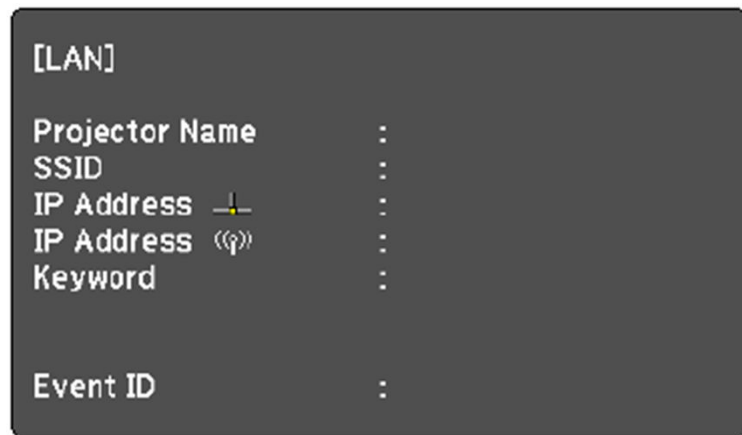 [LAN]
Projector Name :
SSID :
IP Address :
IP Address :
Keyword :
Event ID :